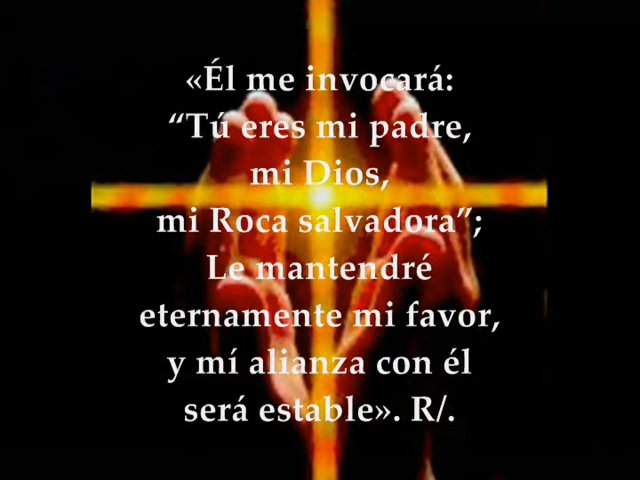 «Él me invocará:
“Tú eres mi padre,
mi Dios,
mi Roca salvadora”;
Le mantendré
eternamente mi favor,
y mí alianza con él
será estable». R/.